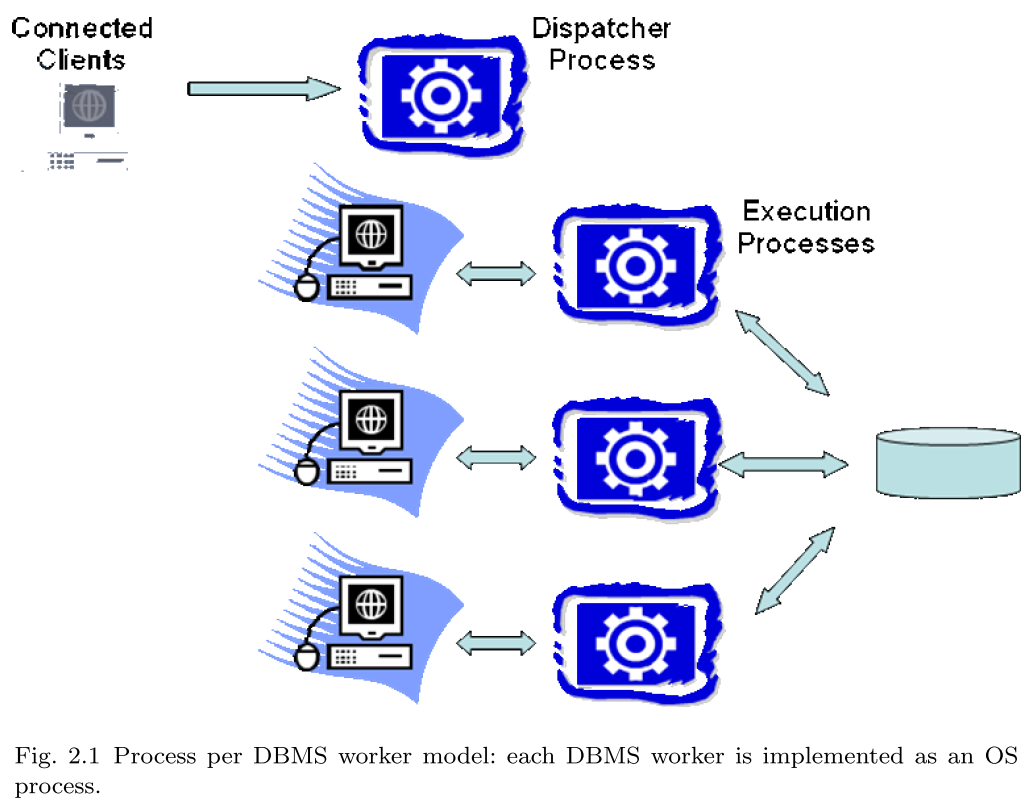 Connected
Clients
Dispatcher
Process
Execution
Processes
Fig. 2.1 Process per DBMS worker model: each DBMS worker is implemented as an OS
process.